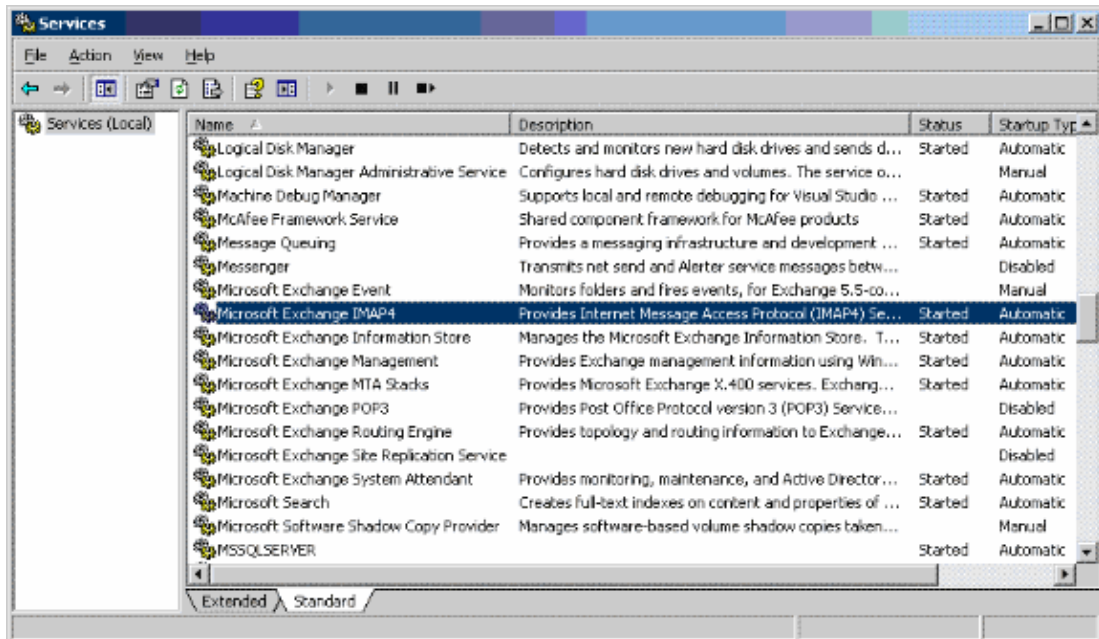 Services
File Action View Help
Services (Local)
Name Description Status Startup Typ
Logical Disk Manager Detects and monitors new hard disk drives and sends d... Started Automatic
Logical Disk Manager Administrative Service Configures hard disk drives and volumes. The service o... Manual
Machine Debug Manager Supports local and remote debugging for Visual Studio ... Started Automatic
McAfee Framework Service Shared component framework for McAfee products Started Automatic
Message Queuing Provides a messaging infrastructure and development ... Started Automatic
Messenger Transmits net send and Alerter service messages betw... Disabled
Microsoft Exchange Event Monitors folders and fires events, for Exchange 5.5-co... Manual
Microsoft Exchange IMAP4 Provides Internet Message Access Protocol (IMAP4) Se... Started Automatic
Microsoft Exchange Information Store Manages the Microsoft Exchange Information Store. T... Started Automatic
Microsoft Exchange Management Provides Exchange management information using Win... Started Automatic
Microsoft Exchange MTA Stacks Provides Microsoft Exchange X.400 services. Exchang... Started Automatic
Microsoft Exchange POP3 Provides Post Office Protocol version 3 (POP3) Service... Disabled
Microsoft Exchange Routing Engine Provides topology and routing information to Exchange... Started Automatic
Microsoft Exchange Site Replication Service Disabled
Microsoft Exchange System Attendant Provides monitoring, maintenance, and Active Director... Started Automatic
Microsoft Search Creates full-text indexes on content and properties of ... Started Automatic
Microsoft Software Shadow Copy Provider Manages software-based volume shadow copies taken... Manual
MSSQLSERVER Started Automatic
Extended Standard